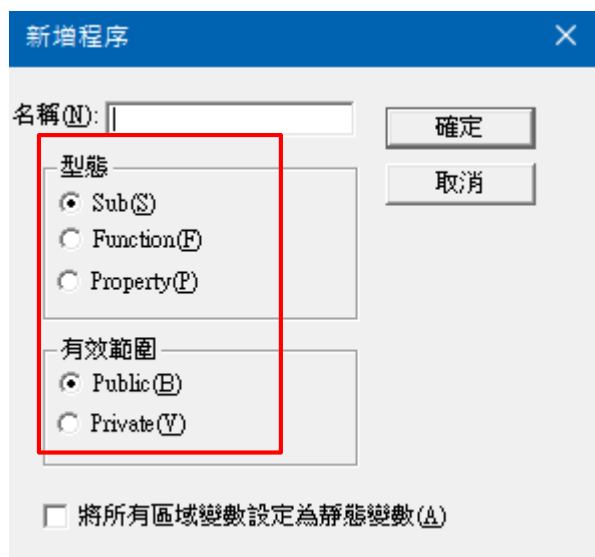 新增程序
名稱(N):
確定
型態
取消
Sub(S)
Function(F)
Property(P)
有效範圍
Public(B)
Private(V)
將所有區域變數設定為靜態變數(A)